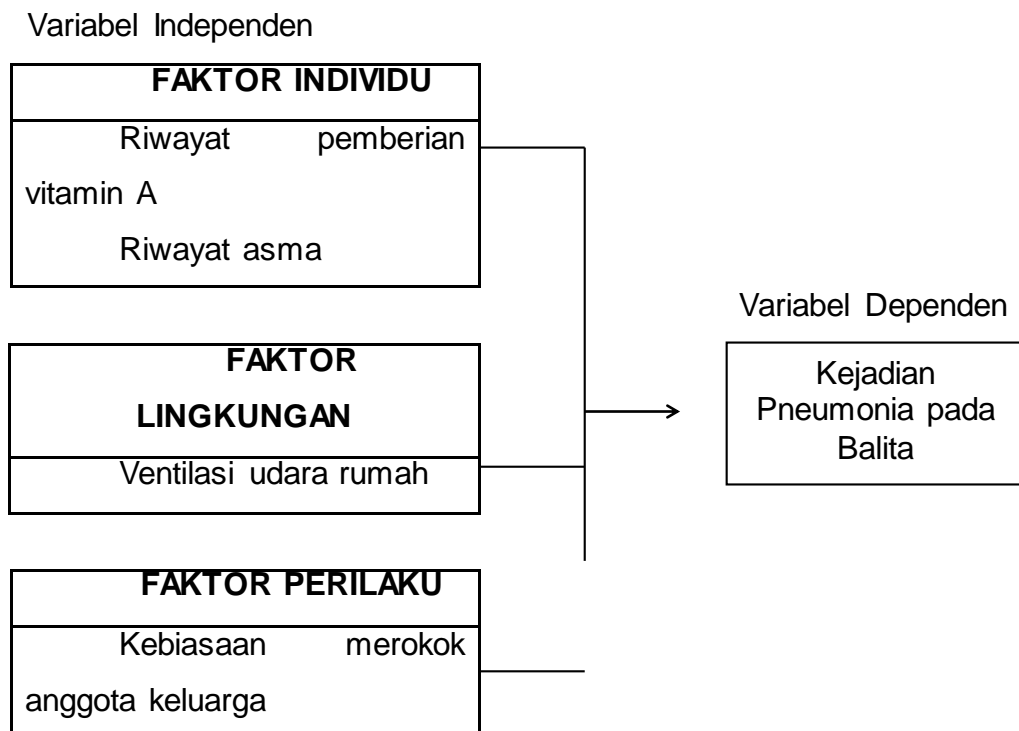 Variabel Independen
FAKTOR INDIVIDU
Riwayat pemberian
vitamin A
Riwayat asma
FAKTOR
LINGKUNGAN
Ventilasi udara rumah
FAKTOR PERILAKU
Kebiasaan merokok
anggota keluarga
Variabel Dependen
Kejadian
Pneumonia pada
Balita